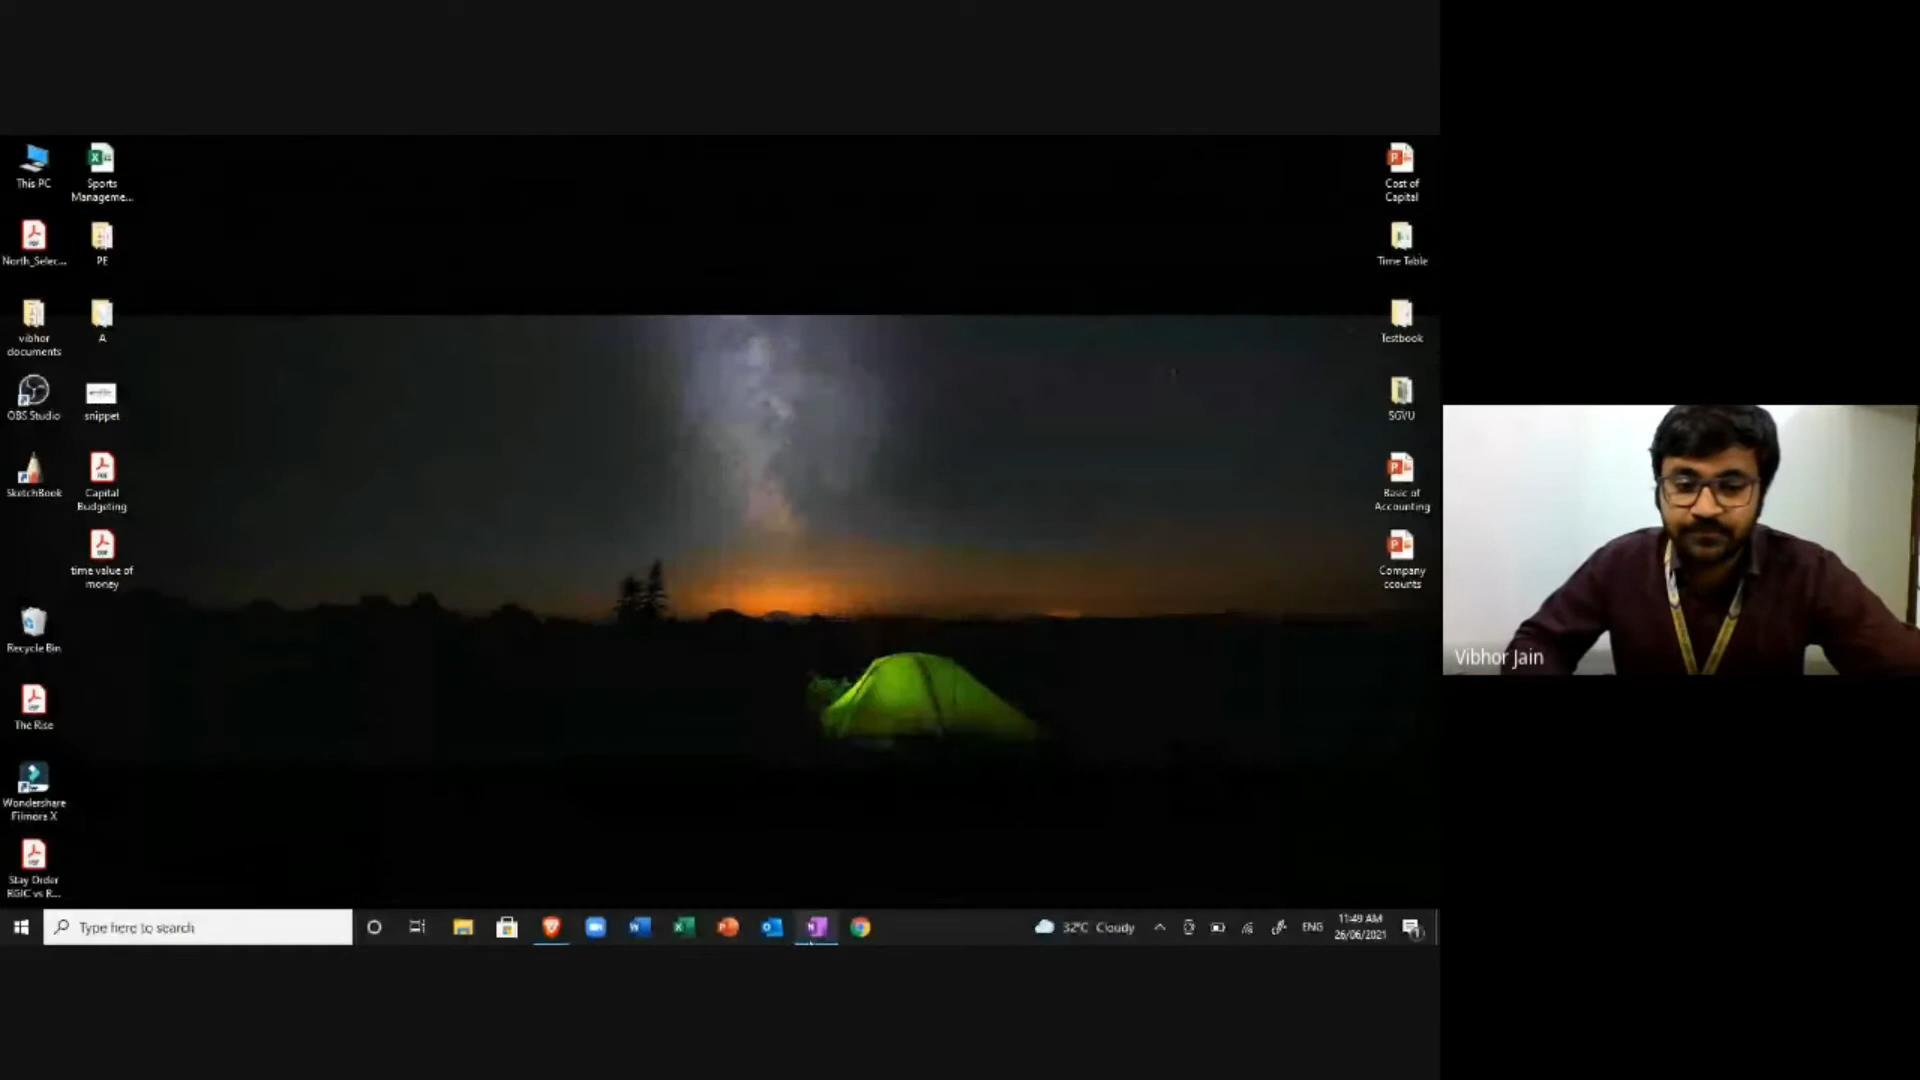 This PC
Sports
Manageme...
North_Selec...
PE
vibhor
documents
A
OBS Studio
snippet
SketchBook
Capital
Budgeting
time value of
money
Recycle Bin
The Rise
Wondershare
Filmora X
Stay Order
RGIC vs R...
Cost of
Capital
Time Table
Testbook
SGVU
Basic of
Accounting
Company
ccounts
Vibhor Jain
Type here to search
32°C Cloudy
ENG
11:49 AM
26/06/2021